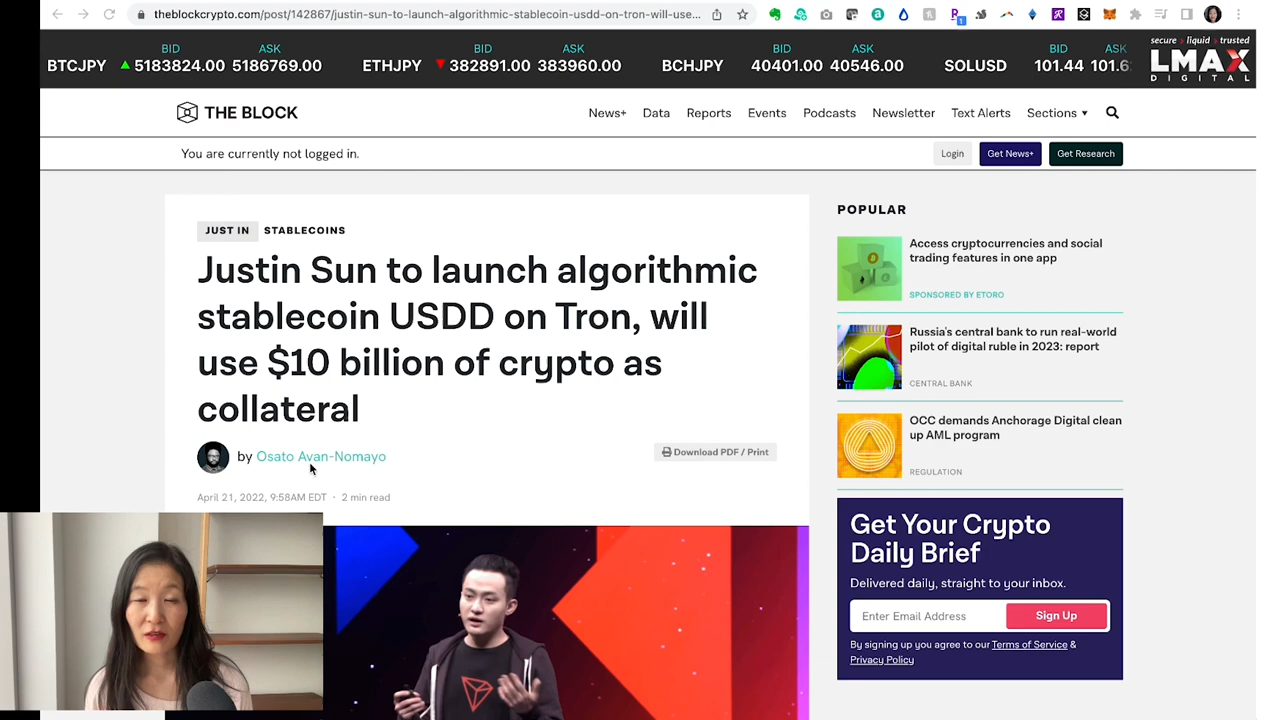 theblockcrypto.com/post/142867/justin-sun-to-launch-algorithmic-stablecoin-usdd-on-tron-will-use...
BID ASK BID ASK BID ASK BID ASK
BTCJPY 5183824.00 5186769.00 ETHJPY 382891.00 383960.00 BCHJPY 40401.00 40546.00 SOLUSD 101.44 101.6
secure liquid trusted
LMAX
DIGITAL
THE BLOCK
News+ Data Reports Events Podcasts Newsletter Text Alerts Sections
You are currently not logged in.
Login Get News+ Get Research
JUST IN STABLECOINS
Justin Sun to launch algorithmic
stablecoin USDD on Tron, will
use $10 billion of crypto as
collateral
by Osato Avan-Nomayo
Download PDF / Print
April 21, 2022, 9:58AM EDT · 2 min read
POPULAR
Access cryptocurrencies and social
trading features in one app
SPONSORED BY ETORO
Russia's central bank to run real-world
pilot of digital ruble in 2023: report
CENTRAL BANK
OCC demands Anchorage Digital clean
up AML program
REGULATION
Get Your Crypto
Daily Brief
Delivered daily, straight to your inbox.
Enter Email Address Sign Up
By signing up you agree to our Terms of Service &
Privacy Policy